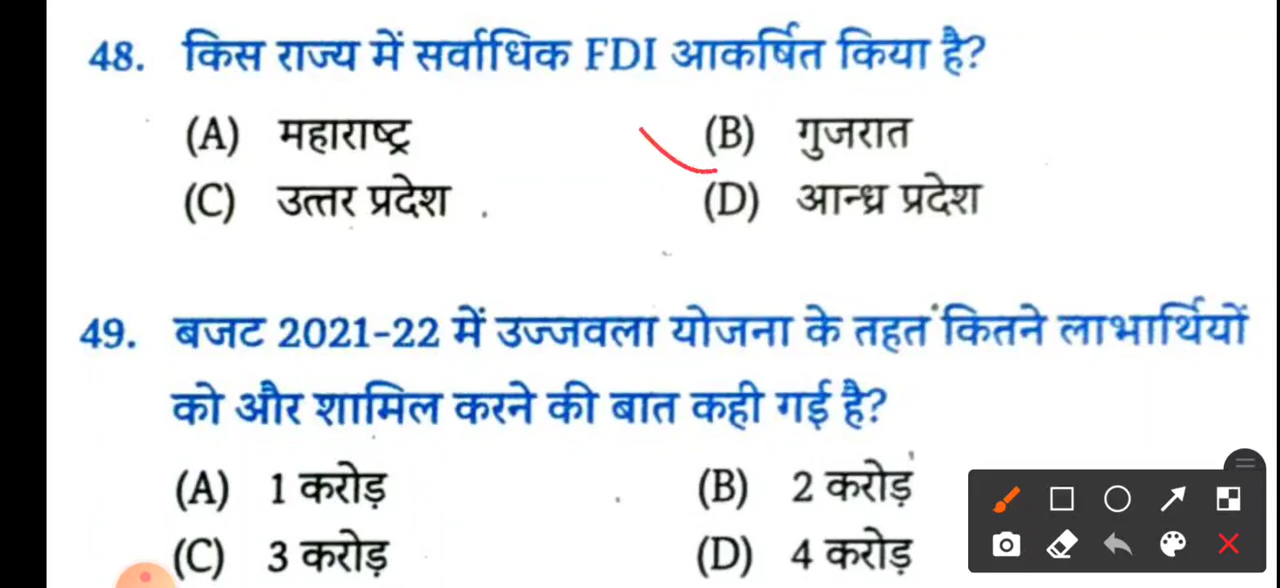 48. किस राज्य में सर्वाधिक FDI आकर्षित किया है?
(A) महाराष्ट्र (B) गुजरात
(C) उत्तर प्रदेश (D) आन्ध्र प्रदेश
49. बजट 2021-22 में उज्जवला योजना के तहत कितने लाभार्थियों
को और शामिल करने की बात कही गई है?
(A) 1 करोड़ (B) 2 करोड़
(C) 3 करोड़ (D) 4 करोड़